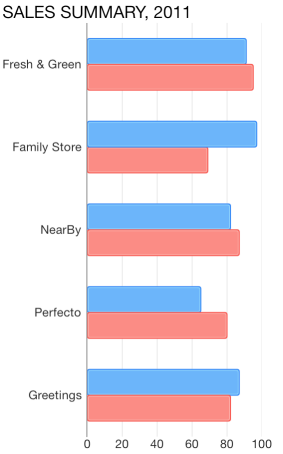 SALES SUMMARY, 2011
Fresh & Green
Family Store
NearBy
Perfecto
Greetings
0 20 40 60 80 100